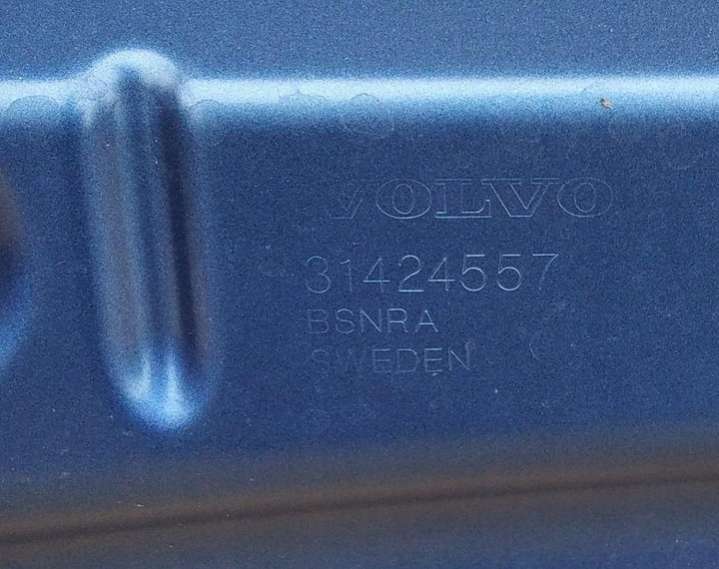 VOLVO
31424557
BSNRA
SWEDEN